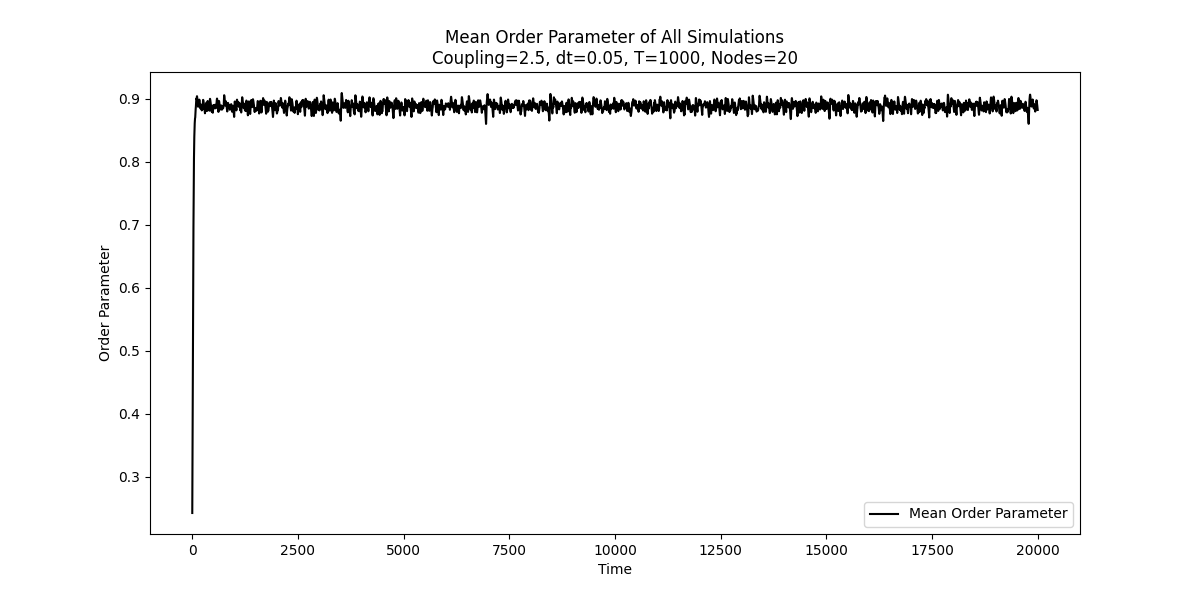 Mean Order Parameter of All Simulations
Coupling=2.5, dt=0.05, T=1000, Nodes=20
0.9
0.8
0.7
0.6
0.5
0.4
0.3
Order Parameter
Mean Order Parameter
0 2500 5000 7500 10000 12500 15000 17500 20000
Time